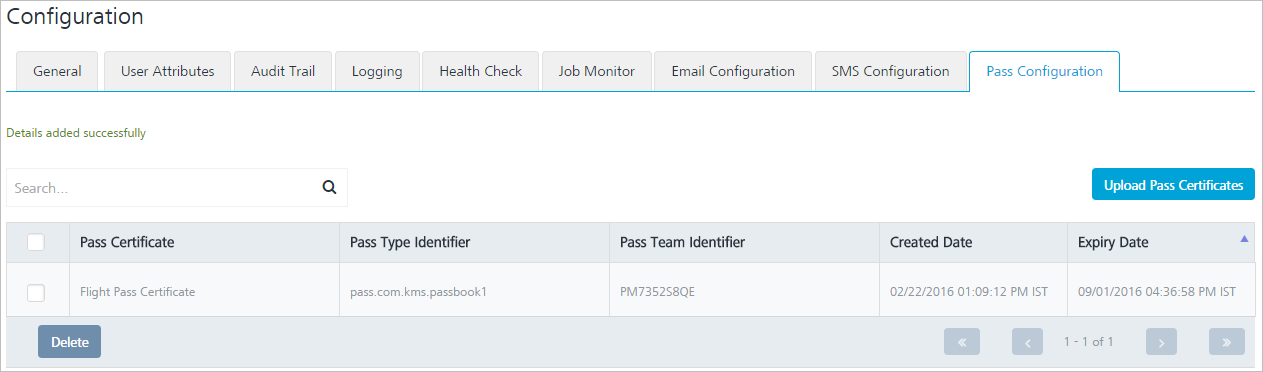 Configuration
General User Attributes Audit Trail Logging Health Check Job Monitor Email Configuration SMS Configuration Pass Configuration
Details added successfully
Search...
Upload Pass Certificates
Pass Certificate Pass Type Identifier Pass Team Identifier Created Date Expiry Date
Flight Pass Certificate pass.com.kms.passbook1 PM7352S8QE 02/22/2016 01:09:12 PM IST 09/01/2016 04:36:58 PM IST
Delete « ‹ 1 - 1 of 1 › »